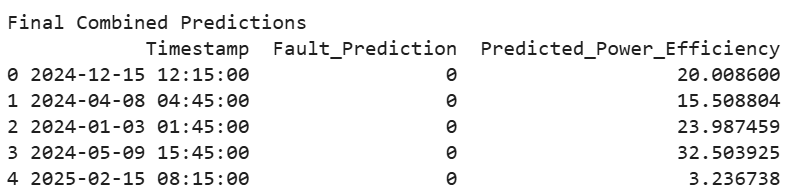 Final Combined Predictions
Timestamp Fault_Prediction Predicted_Power_Efficiency
0 2024-12-15 12:15:00 0 20.008600
1 2024-04-08 04:45:00 0 15.508804
2 2024-01-03 01:45:00 0 23.987459
3 2024-05-09 15:45:00 0 32.503925
4 2025-02-15 08:15:00 0 3.236738